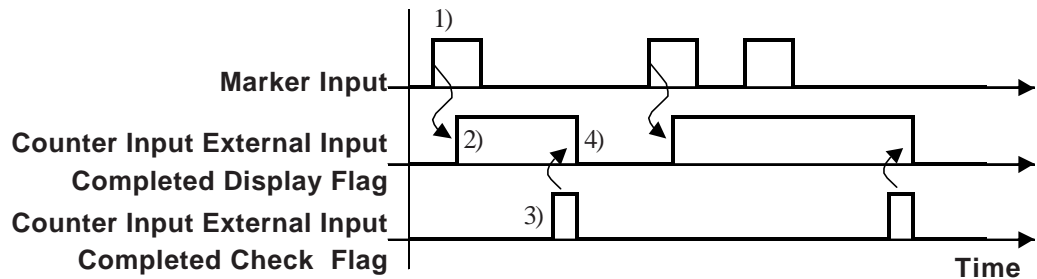 1)
Marker Input
Counter Input External Input
Completed Display Flag
2)
4)
Counter Input External Input
Completed Check Flag
3)
Time